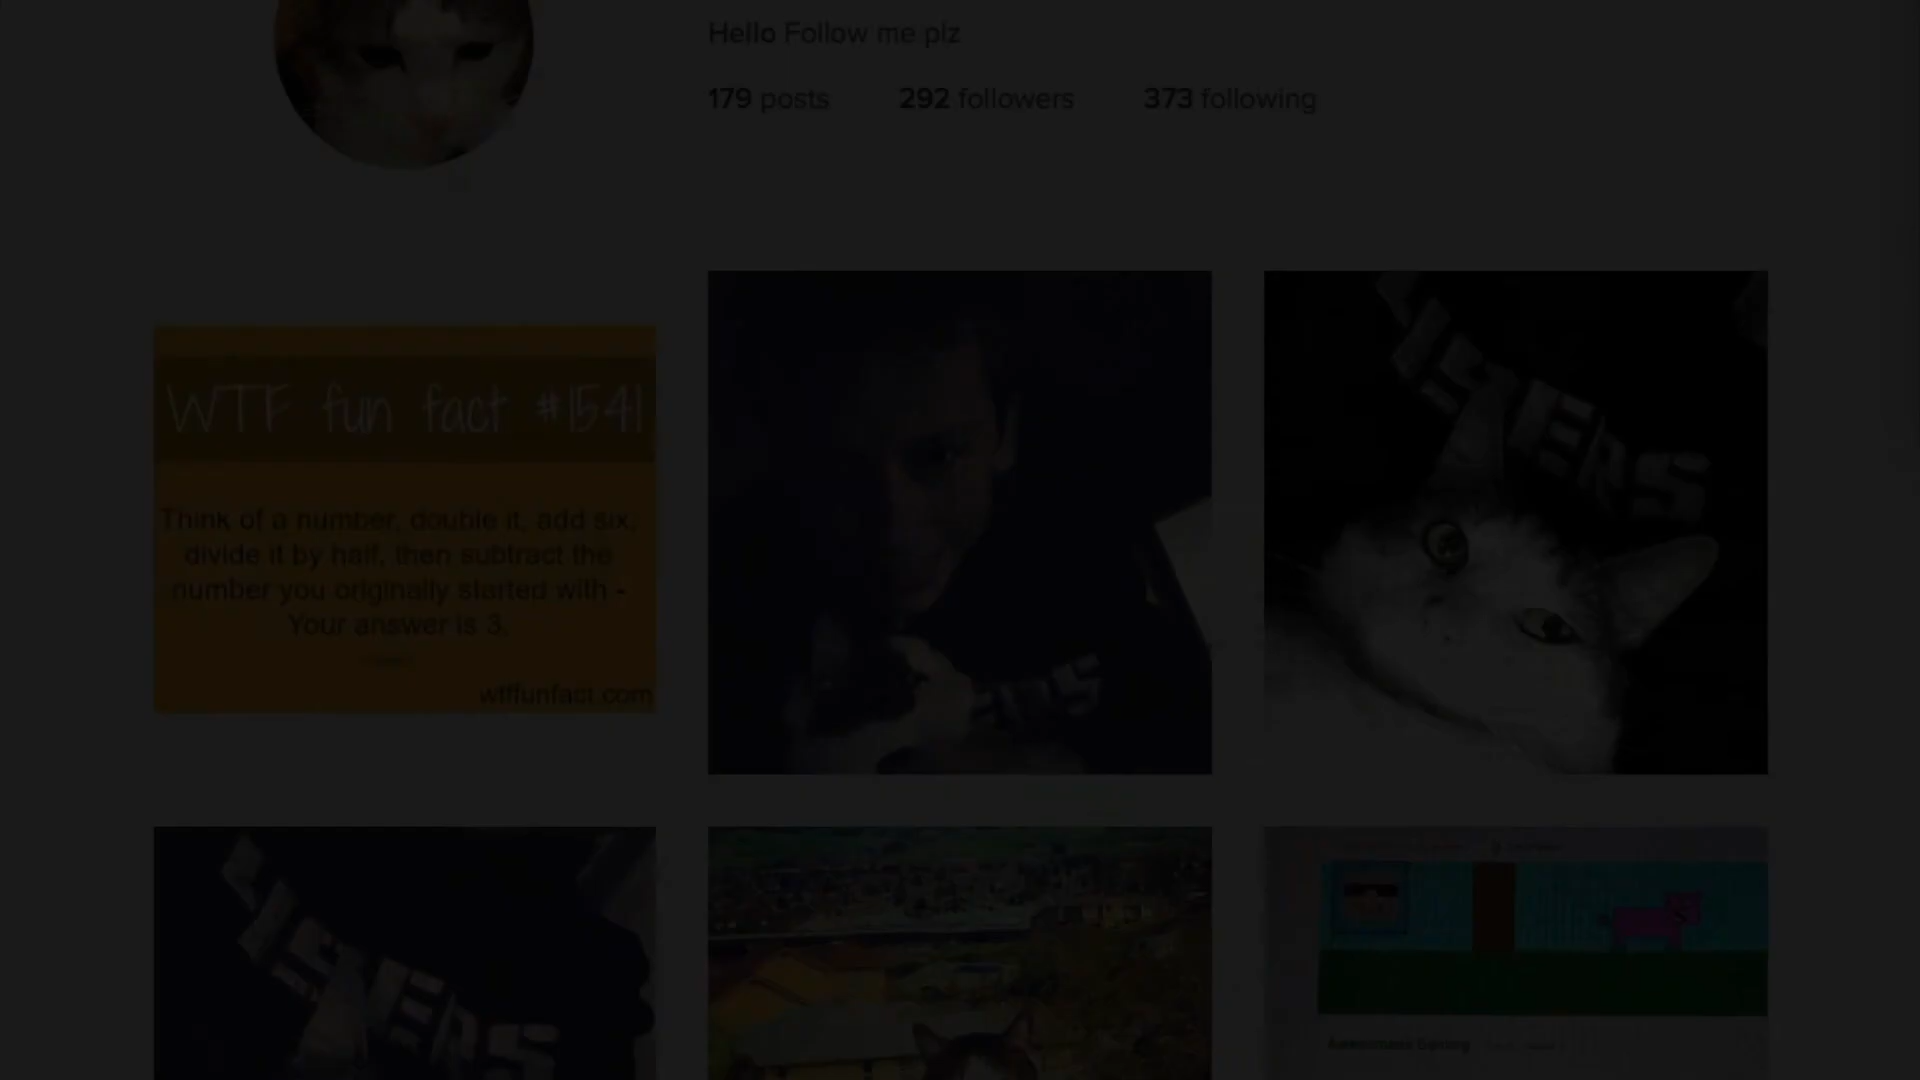 Hello Follow me plz
179 posts 292 followers 373 following
WTF fun fact #1541
Think of a number, double it, add six,
divide it by half, then subtract the
number you originally started with -
Your answer is 3.
wtffunfact.com
Awesomesauce Gaming